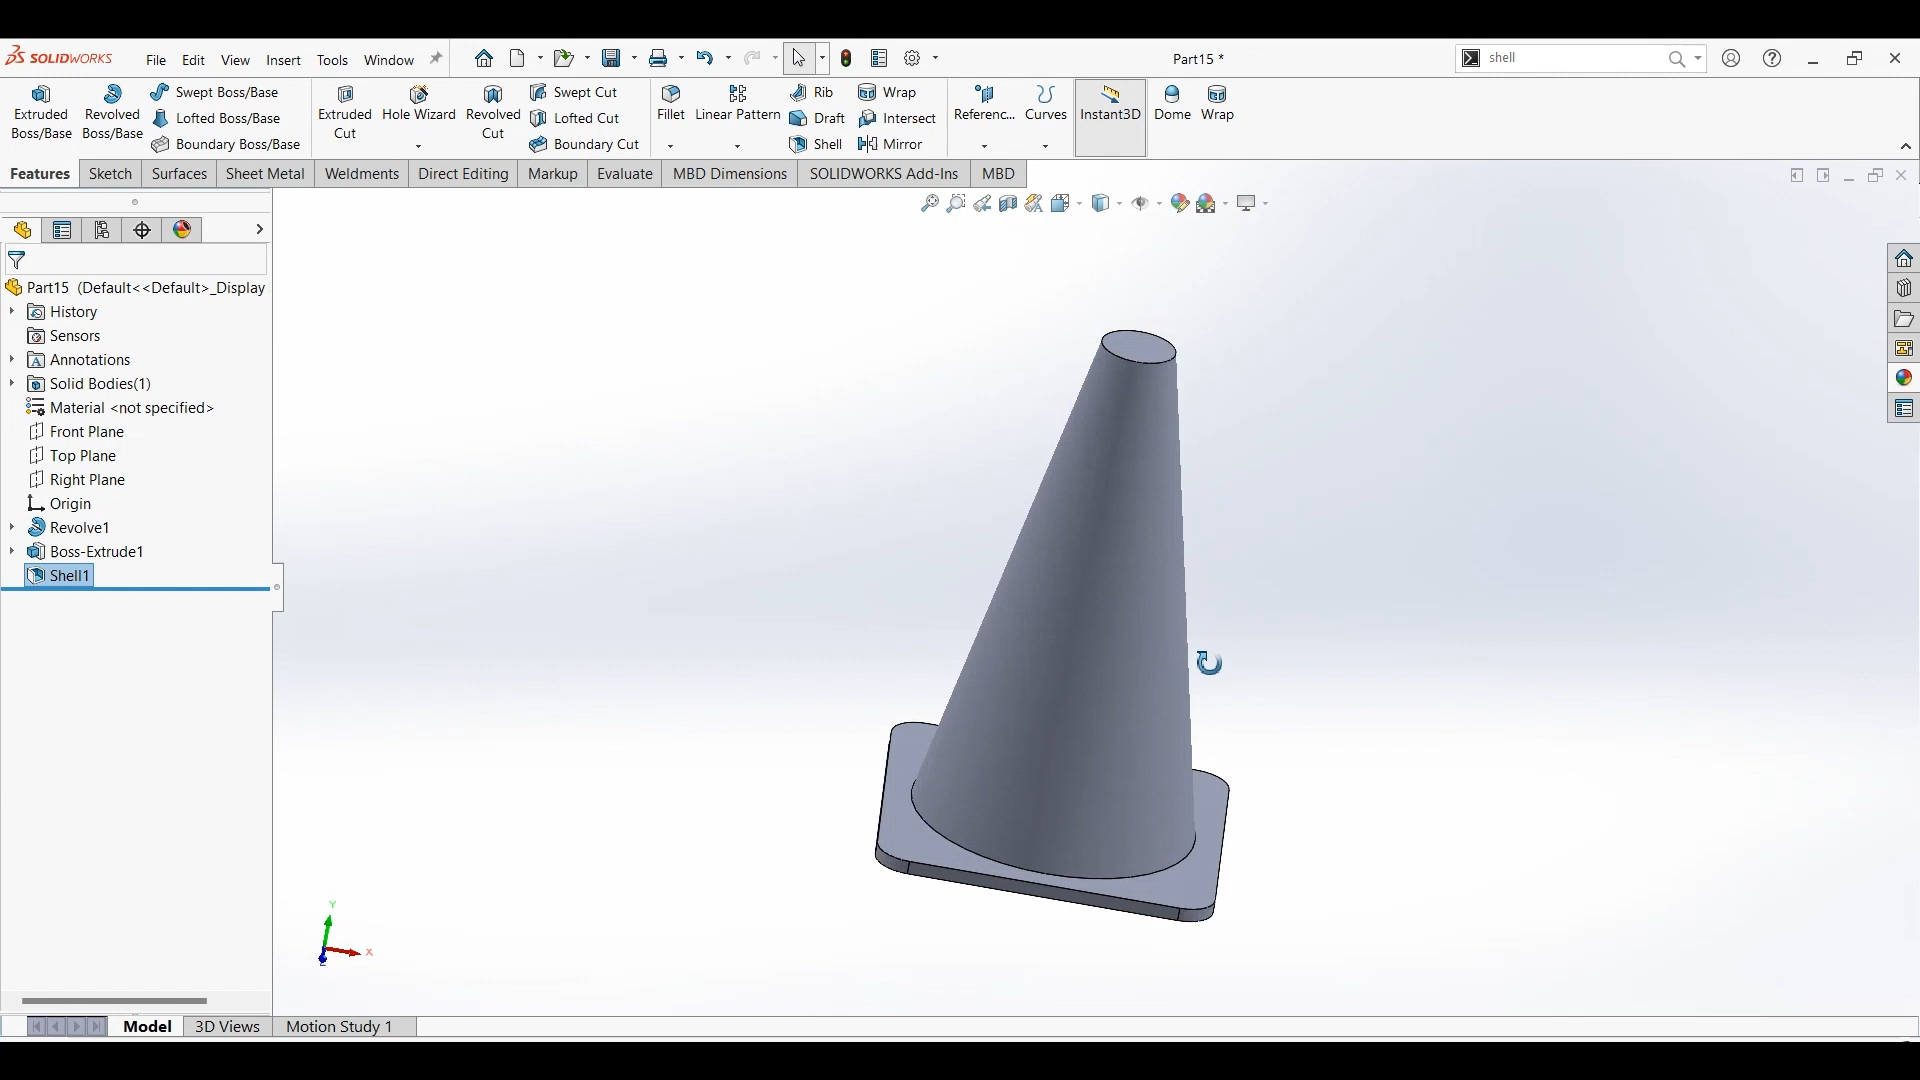 SOLIDWORKS File Edit View Insert Tools Window Part15 * shell
Extruded Boss/Base
Revolved Boss/Base
Swept Boss/Base
Lofted Boss/Base
Boundary Boss/Base
Extruded Cut
Hole Wizard
Revolved Cut
Swept Cut
Lofted Cut
Boundary Cut
Fillet
Linear Pattern
Rib
Draft
Shell
Wrap
Intersect
Mirror
Referenc...
Curves
Instant3D
Dome
Wrap
Features Sketch Surfaces Sheet Metal Weldments Direct Editing Markup Evaluate MBD Dimensions SOLIDWORKS Add-Ins MBD
Part15 (Default<<Default>_Display
History
Sensors
Annotations
Solid Bodies(1)
Material <not specified>
Front Plane
Top Plane
Right Plane
Origin
Revolve1
Boss-Extrude1
Shell1
Y
X
Z
Model 3D Views Motion Study 1